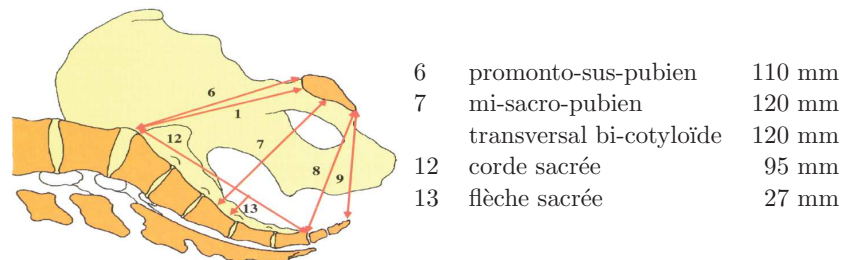 6 promonto-sus-pubien 110 mm
7 mi-sacro-pubien 120 mm
transversal bi-cotyloïde 120 mm
12 corde sacrée 95 mm
13 flèche sacrée 27 mm
6
1
12
7
8
9
13